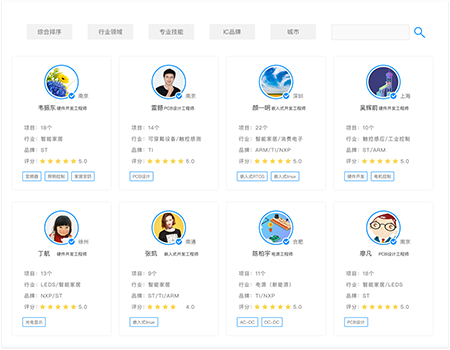 综合排序 行业领域 专业技能 IC品牌 城市
南京 南京 深圳 上海
韦振东 硬件开发工程师 雷赟 PCB设计工程师 颜一明 嵌入式开发工程师 吴辉前 硬件开发工程师
项目：18个 项目：14个 项目：22个 项目：10个
行业：智能家居 行业：可穿戴设备/触控感测 行业：智能家居/消费电子 行业：触控感应/工业控制
品牌：ST 品牌：TI 品牌：ARM/TI/NXP 品牌：ST/ARM
评分： 5.0 评分： 5.0 评分： 5.0 评分： 5.0
音频器 照明控制 家居安防 PCB设计 嵌入式RTOS 嵌入式linux 硬件开发 电机控制
徐州 南通 合肥 南京
丁航 硬件开发工程师 张凯 嵌入式开发工程师 陈柏宇 电源工程师 廖凡 PCB设计工程师
项目：13个 项目：9个 项目：11个 项目：18个
行业：LEDS/智能家居 行业：智能家居 行业：电源（新能源） 行业：智能家居/LEDS
品牌：NXP/ST 品牌：ST/TI/ARM 品牌：TI/NXP 品牌：ST
评分： 5.0 评分： 4.0 评分： 5.0 评分： 5.0
光电显示 嵌入式linux AC-DC DC-DC PCB设计